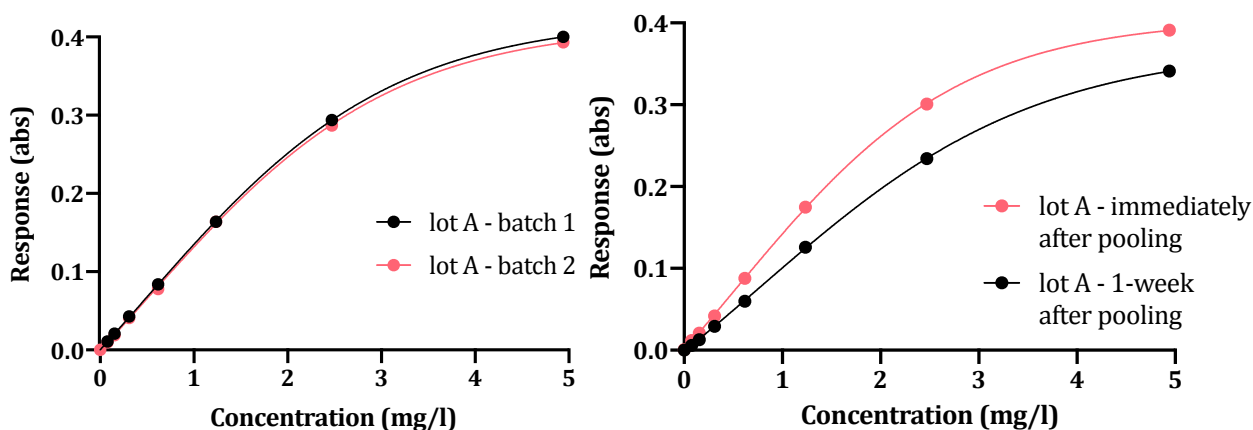 Response (abs)
0.4
0.3
0.2
0.1
0.0
0
1
2
3
4
5
Concentration (mg/l)
lot A - batch 1
lot A - batch 2
Response (abs)
0.4
0.3
0.2
0.1
0.0
0
1
2
3
4
5
Concentration (mg/l)
lot A - immediately
after pooling
lot A - 1-week
after pooling